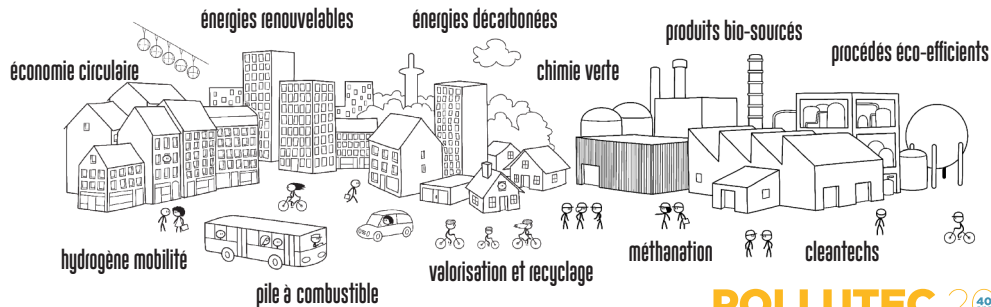 énergies renouvelables
énergies décarbonées
produits bio-sourcés
économie circulaire
chimie verte
procédés éco-efficients
hydrogène mobilité
valorisation et recyclage
méthanation
cleantechs
pile à combustible
POLLUTEC
40